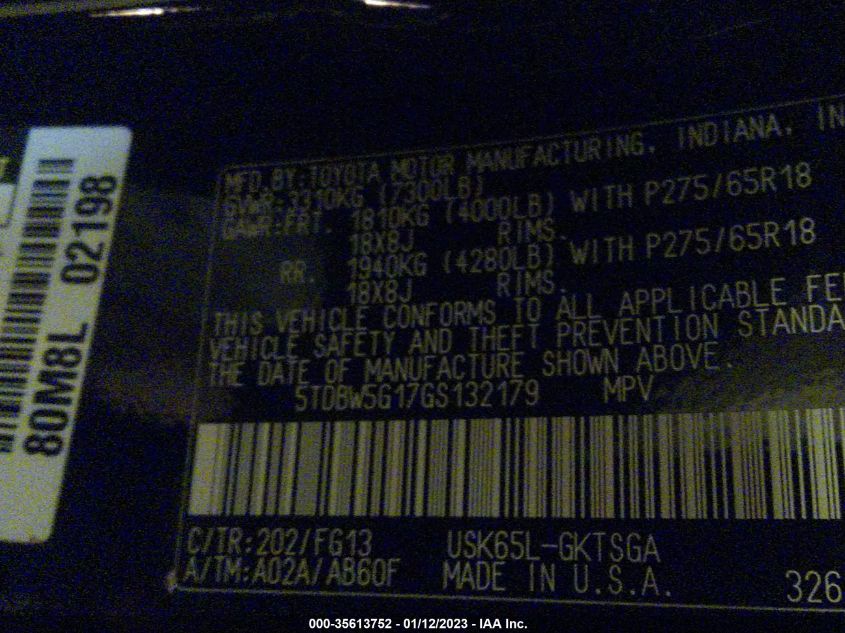 80M8L 02198
MFD.BY:TOYOTA MOTOR MANUFACTURING, INDIANA, IN
GVWR:3310KG (7300LB)
GAWR:FRT. 1810KG (4000LB) WITH P275/65R18
18X8J RIMS.
RR. 1940KG (4280LB) WITH P275/65R18
18X8J RIMS.
THIS VEHICLE CONFORMS TO ALL APPLICABLE FE
VEHICLE SAFETY AND THEFT PREVENTION STANDA
THE DATE OF MANUFACTURE SHOWN ABOVE.
5TDBW5G17GS132179 MPV
C/TR:202/FG13 USK65L-GKTSGA
A/TM:A02A/AB60F MADE IN U.S.A. 326
000-35613752 - 01/12/2023 - IAA Inc.